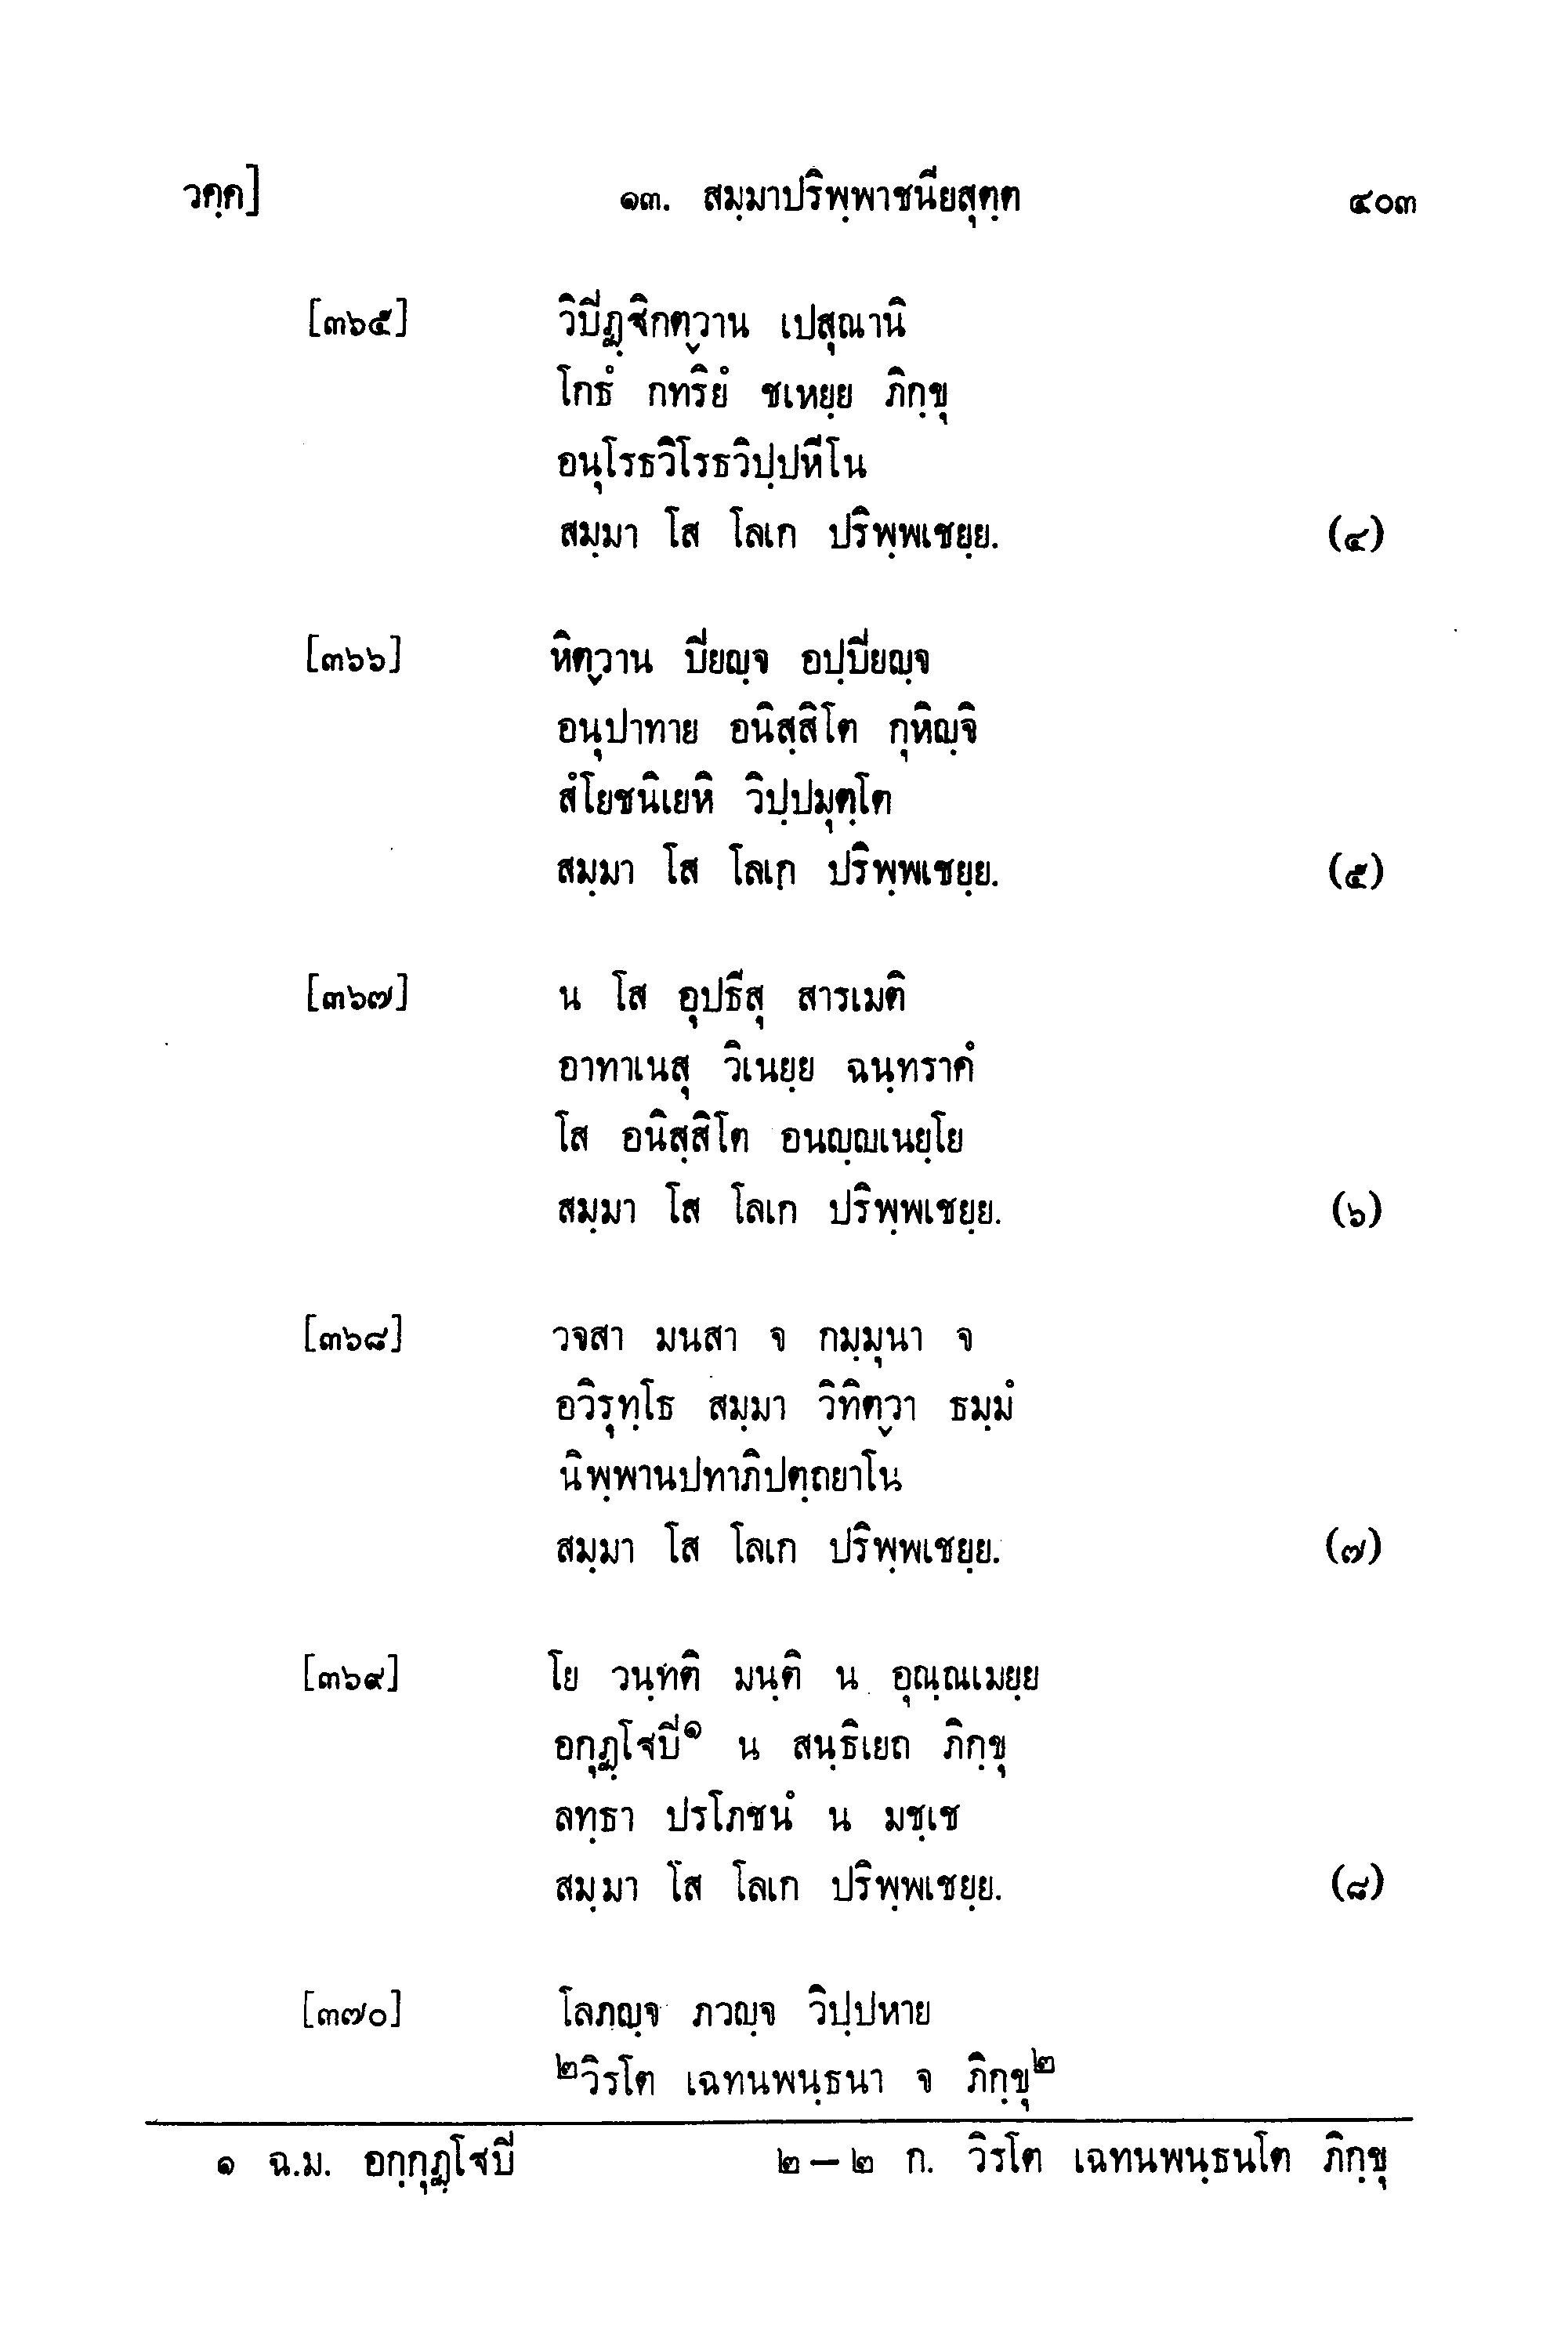 วคฺค] ๑๓. สมฺมาปริพฺพาชนียสุตฺต ๔๐๓
[๓๖๕] วิปิฏฺฐิกตฺวาน เปสุณานิ
โกธํ กทริยํ ชเหยฺย ภิกฺขุ
อนุโรธวิโรธวิปฺปหีโน
สมฺมา โส โลเก ปริพฺพเชยฺย. (๔)
[๓๖๖] หิตฺวาน ปิยญฺจ อปฺปิยญฺจ
อนุปาทาย อนิสฺสิโต กุหิญฺจิ
สํโยชนิเยหิ วิปฺปมุตฺโต
สมฺมา โส โลเก ปริพฺพเชยฺย. (๕)
[๓๖๗] น โส อุปธีสุ สารเมติ
อาทาเนสุ วิเนยฺย ฉนฺทราคํ
โส อนิสฺสิโต อนญฺญเนยฺโย
สมฺมา โส โลเก ปริพฺพเชยฺย. (๖)
[๓๖๘] วจสา มนสา จ กมฺมุนา จ
อวิรุทฺโธ สมฺมา วิทิตฺวา ธมฺมํ
นิพฺพานปทาภิปตฺถยาโน
สมฺมา โส โลเก ปริพฺพเชยฺย. (๗)
[๓๖๙] โย วนฺทติ มนฺติ น อุณฺณเมยฺย
อกุฏฺโฐปิ๑ น สนฺธิเยถ ภิกฺขุ
ลทฺธา ปรโภชนํ น มชฺเช
สมฺมา โส โลเก ปริพฺพเชยฺย. (๘)
[๓๗๐] โลภญฺจ ภวญฺจ วิปฺปหาย
๒วิรโต เฉทนพนฺธนา จ ภิกฺขุ๒
๑ ฉ.ม. อกฺกุฏฺโฐปิ ๒–๒ ก. วิรโต เฉทนพนฺธนโต ภิกฺขุ